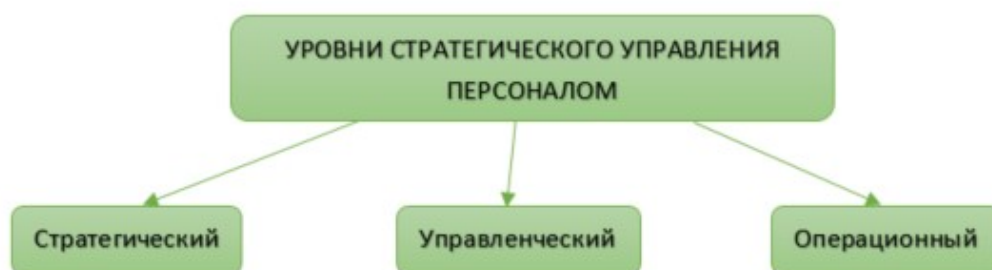 УРОВНИ СТРАТЕГИЧЕСКОГО УПРАВЛЕНИЯ
ПЕРСОНАЛОМ
Стратегический
Управленческий
Операционный